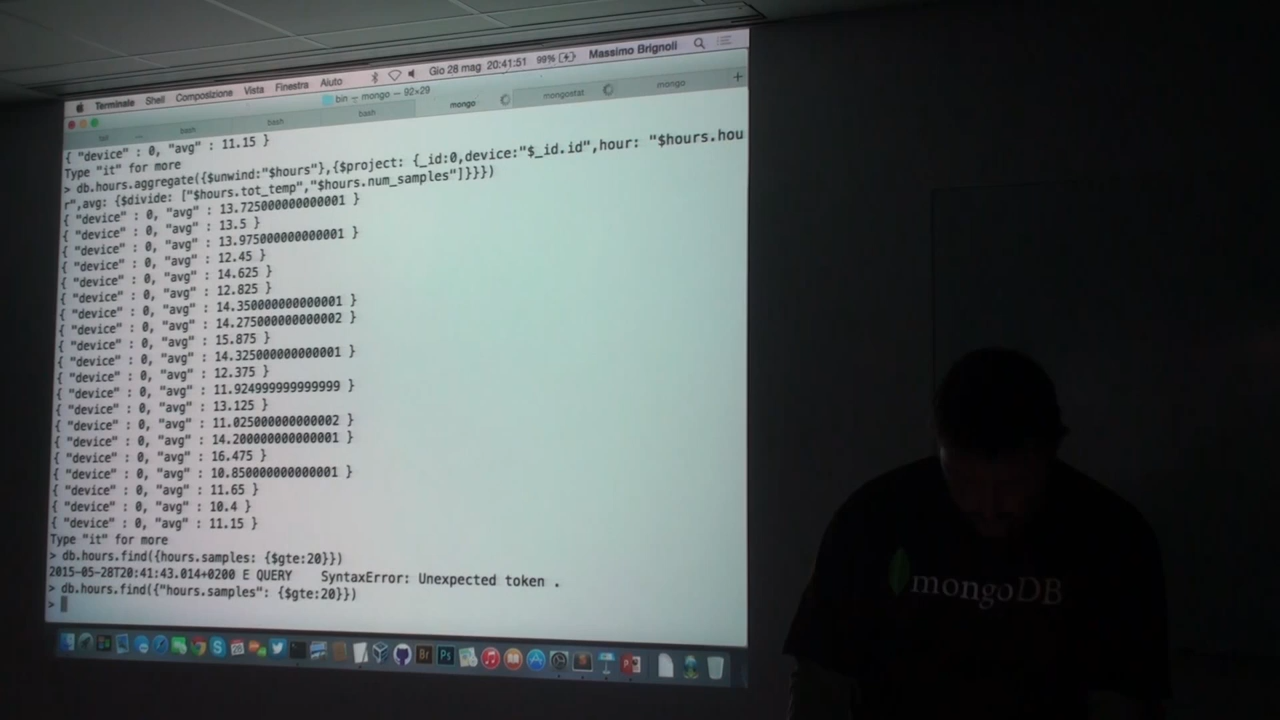 Terminale Shell Composizione Vista Finestra Aiuto Gio 28 mag 20:41:51 99% Massimo Brignoli
bin — mongo — 92×29
bash bash bash mongo mongostat mongo +
{ "device" : 0, "avg" : 11.15 }
Type "it" for more
> db.hours.aggregate({$unwind:"$hours"},{$project: {_id:0,device:"$_id.id",hour: "$hours.hou
r",avg: {$divide: ["$hours.tot_temp","$hours.num_samples"]}}})
{ "device" : 0, "avg" : 13.725000000000001 }
{ "device" : 0, "avg" : 13.5 }
{ "device" : 0, "avg" : 13.975000000000001 }
{ "device" : 0, "avg" : 12.45 }
{ "device" : 0, "avg" : 14.625 }
{ "device" : 0, "avg" : 12.825 }
{ "device" : 0, "avg" : 14.350000000000001 }
{ "device" : 0, "avg" : 14.275000000000002 }
{ "device" : 0, "avg" : 15.875 }
{ "device" : 0, "avg" : 14.325000000000001 }
{ "device" : 0, "avg" : 12.375 }
{ "device" : 0, "avg" : 11.924999999999999 }
{ "device" : 0, "avg" : 13.125 }
{ "device" : 0, "avg" : 11.025000000000002 }
{ "device" : 0, "avg" : 14.200000000000001 }
{ "device" : 0, "avg" : 16.475 }
{ "device" : 0, "avg" : 10.850000000000001 }
{ "device" : 0, "avg" : 11.65 }
{ "device" : 0, "avg" : 10.4 }
{ "device" : 0, "avg" : 11.15 }
Type "it" for more
> db.hours.find({hours.samples: {$gte:20}})
2015-05-28T20:41:43.014+0200 E QUERY    SyntaxError: Unexpected token .
> db.hours.find({"hours.samples": {$gte:20}})
>
Br Ps
mongoDB